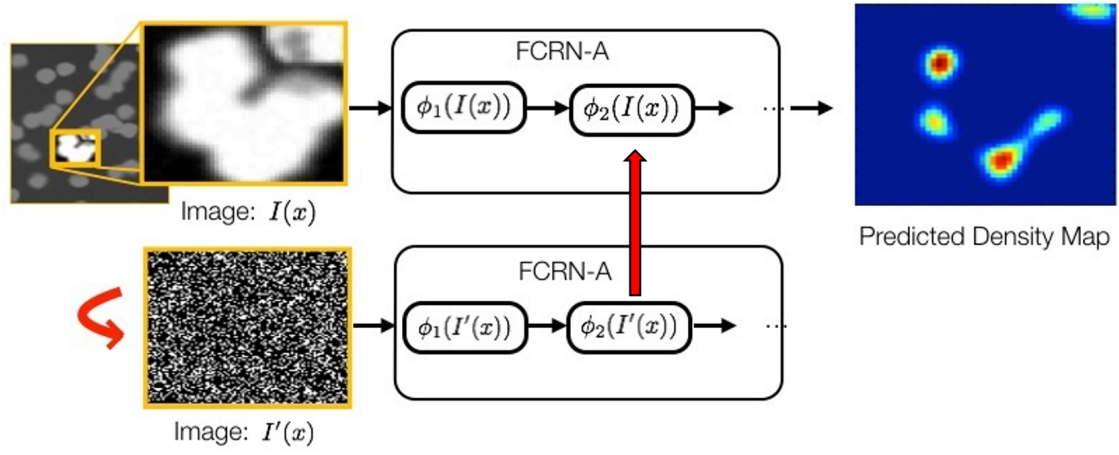 FCRN-A
ϕ₁(I(x)) ϕ₂(I(x)) ...
Image: I(x)
Predicted Density Map
FCRN-A
ϕ₁(I′(x)) ϕ₂(I′(x)) ...
Image: I′(x)